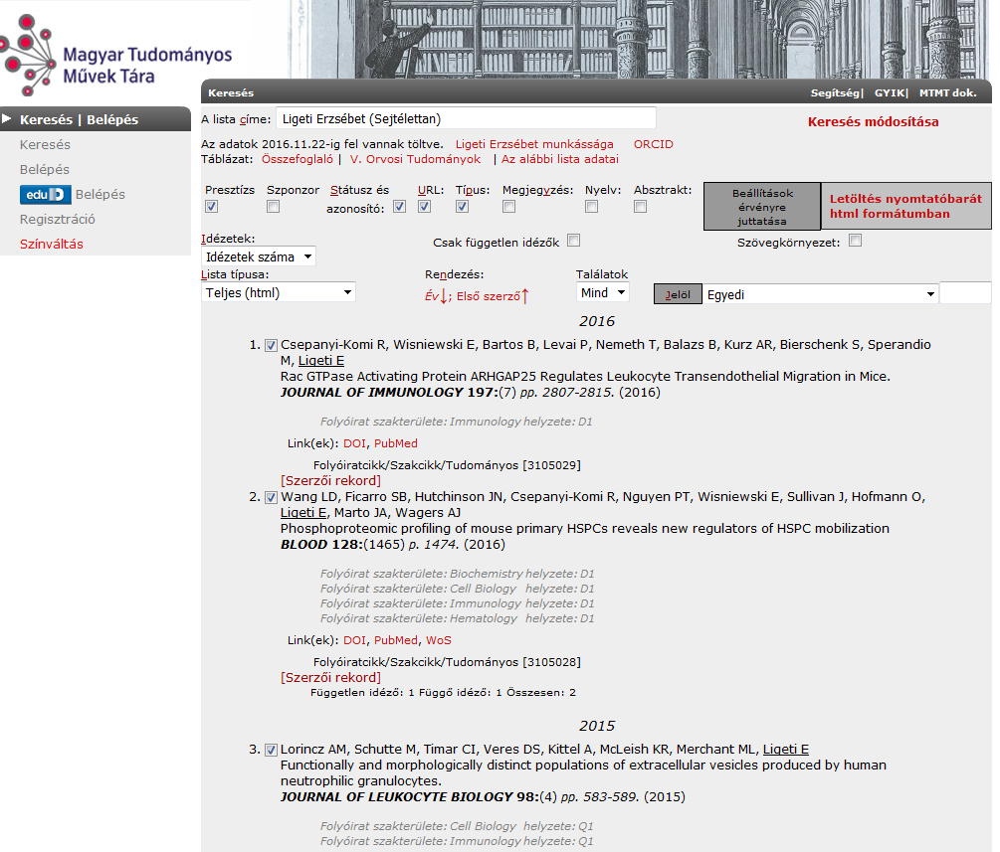 Magyar Tudományos
Művek Tára
Keresés | Belépés
Keresés
Belépés
eduID Belépés
Regisztráció
Színváltás
Keresés Segítség| GYIK| MTMT dok.
A lista címe: Ligeti Erzsébet (Sejtélettan) Keresés módosítása
Az adatok 2016.11.22-ig fel vannak töltve. Ligeti Erzsébet munkássága ORCID
Táblázat: Összefoglaló | V. Orvosi Tudományok | Az alábbi lista adatai
Presztízs Szponzor Státusz és azonosító: URL: Típus: Megjegyzés: Nyelv: Absztrakt:
Beállítások érvényre juttatása
Letöltés nyomtatóbarát html formátumban
Idézetek: Csak független idézők Szövegkörnyezet:
Idézetek száma
Lista típusa: Rendezés: Találatok
Teljes (html) Év↓; Első szerző↑ Mind Jelöl Egyedi
2016
1. Csepanyi-Komi R, Wisniewski E, Bartos B, Levai P, Nemeth T, Balazs B, Kurz AR, Bierschenk S, Sperandio
M, Ligeti E
Rac GTPase Activating Protein ARHGAP25 Regulates Leukocyte Transendothelial Migration in Mice.
JOURNAL OF IMMUNOLOGY 197:(7) pp. 2807-2815. (2016)
Folyóirat szakterülete: Immunology helyzete: D1
Link(ek): DOI, PubMed
Folyóiratcikk/Szakcikk/Tudományos [3105029]
[Szerzői rekord]
2. Wang LD, Ficarro SB, Hutchinson JN, Csepanyi-Komi R, Nguyen PT, Wisniewski E, Sullivan J, Hofmann O,
Ligeti E, Marto JA, Wagers AJ
Phosphoproteomic profiling of mouse primary HSPCs reveals new regulators of HSPC mobilization
BLOOD 128:(1465) p. 1474. (2016)
Folyóirat szakterülete: Biochemistry helyzete: D1
Folyóirat szakterülete: Cell Biology helyzete: D1
Folyóirat szakterülete: Immunology helyzete: D1
Folyóirat szakterülete: Hematology helyzete: D1
Link(ek): DOI, PubMed, WoS
Folyóiratcikk/Szakcikk/Tudományos [3105028]
[Szerzői rekord]
Független idéző: 1 Függő idéző: 1 Összesen: 2
2015
3. Lorincz AM, Schutte M, Timar CI, Veres DS, Kittel A, McLeish KR, Merchant ML, Ligeti E
Functionally and morphologically distinct populations of extracellular vesicles produced by human
neutrophilic granulocytes.
JOURNAL OF LEUKOCYTE BIOLOGY 98:(4) pp. 583-589. (2015)
Folyóirat szakterülete: Cell Biology helyzete: Q1
Folyóirat szakterülete: Immunology helyzete: Q1